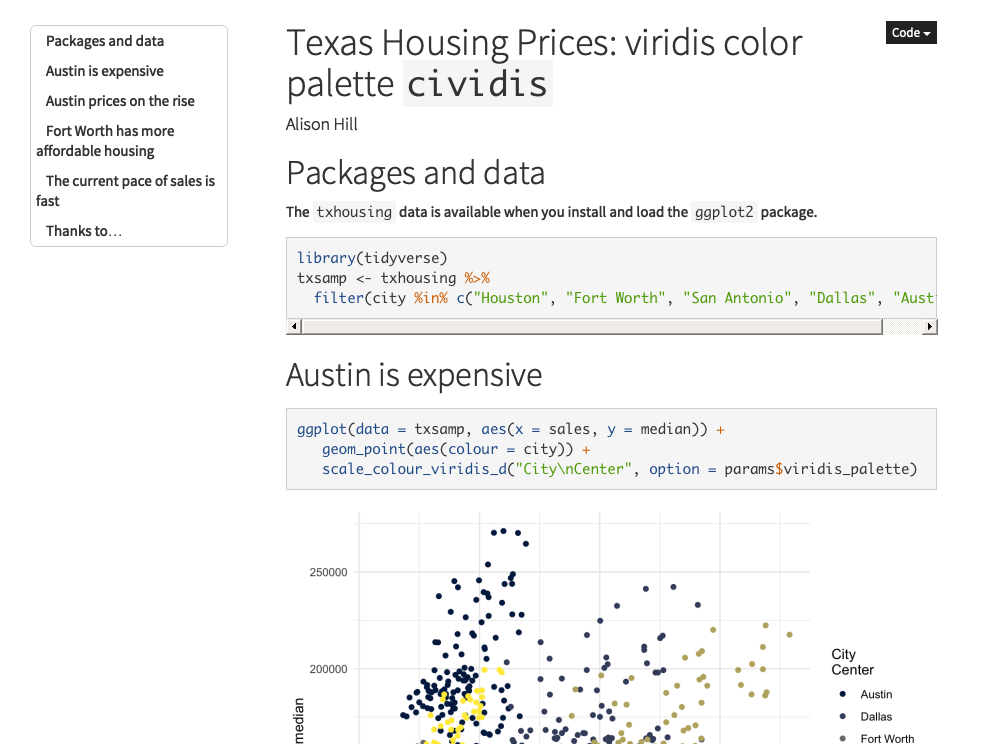 Packages and data
Austin is expensive
Austin prices on the rise
Fort Worth has more
affordable housing
The current pace of sales is
fast
Thanks to…
Code
Texas Housing Prices: viridis color
palette cividis
Alison Hill
Packages and data
The txhousing data is available when you install and load the ggplot2 package.
library(tidyverse)
txsamp <- txhousing %>%
  filter(city %in% c("Houston", "Fort Worth", "San Antonio", "Dallas", "Aust
Austin is expensive
ggplot(data = txsamp, aes(x = sales, y = median)) +
   geom_point(aes(colour = city)) +
   scale_colour_viridis_d("City\nCenter", option = params$viridis_palette)
250000
200000
median
City
Center
Austin
Dallas
Fort Worth